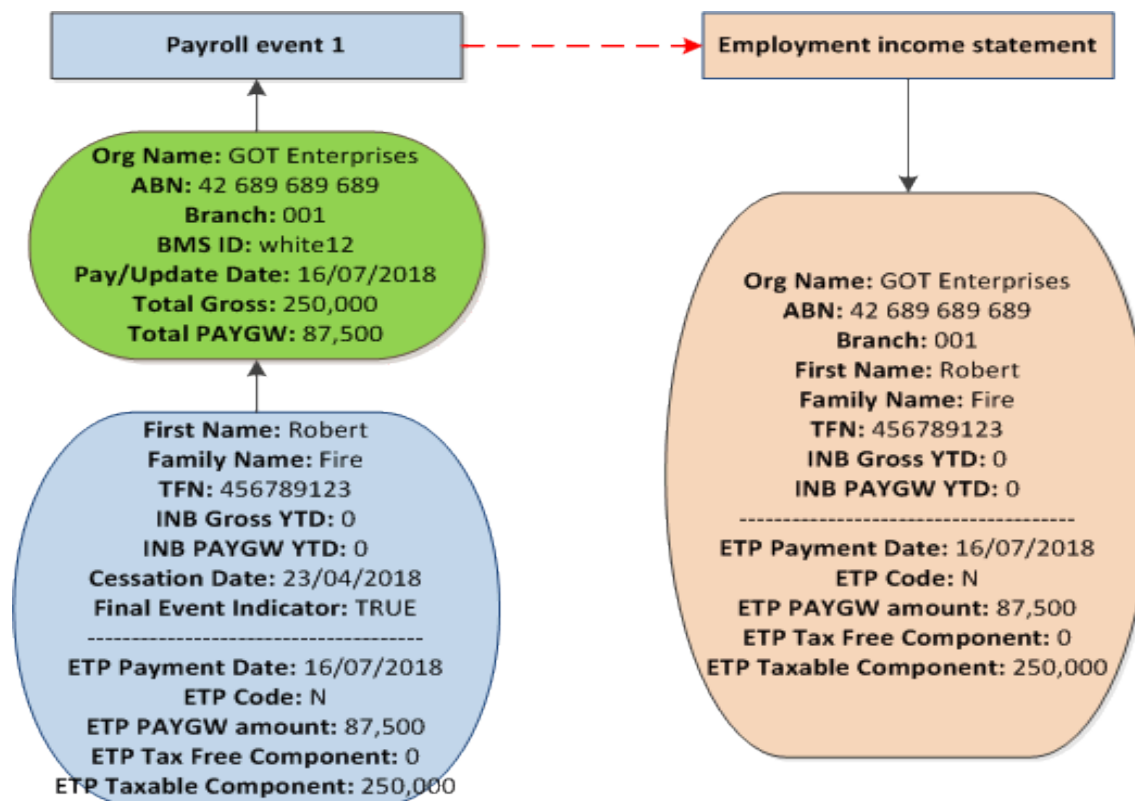 Payroll event 1
Org Name: GOT Enterprises
ABN: 42 689 689 689
Branch: 001
BMS ID: white12
Pay/Update Date: 16/07/2018
Total Gross: 250,000
Total PAYGW: 87,500
First Name: Robert
Family Name: Fire
TFN: 456789123
INB Gross YTD: 0
INB PAYGW YTD: 0
Cessation Date: 23/04/2018
Final Event Indicator: TRUE
--------------------------------------
ETP Payment Date: 16/07/2018
ETP Code: N
ETP PAYGW amount: 87,500
ETP Tax Free Component: 0
ETP Taxable Component: 250,000
Employment income statement
Org Name: GOT Enterprises
ABN: 42 689 689 689
Branch: 001
First Name: Robert
Family Name: Fire
TFN: 456789123
INB Gross YTD: 0
INB PAYGW YTD: 0
--------------------------------------
ETP Payment Date: 16/07/2018
ETP Code: N
ETP PAYGW amount: 87,500
ETP Tax Free Component: 0
ETP Taxable Component: 250,000